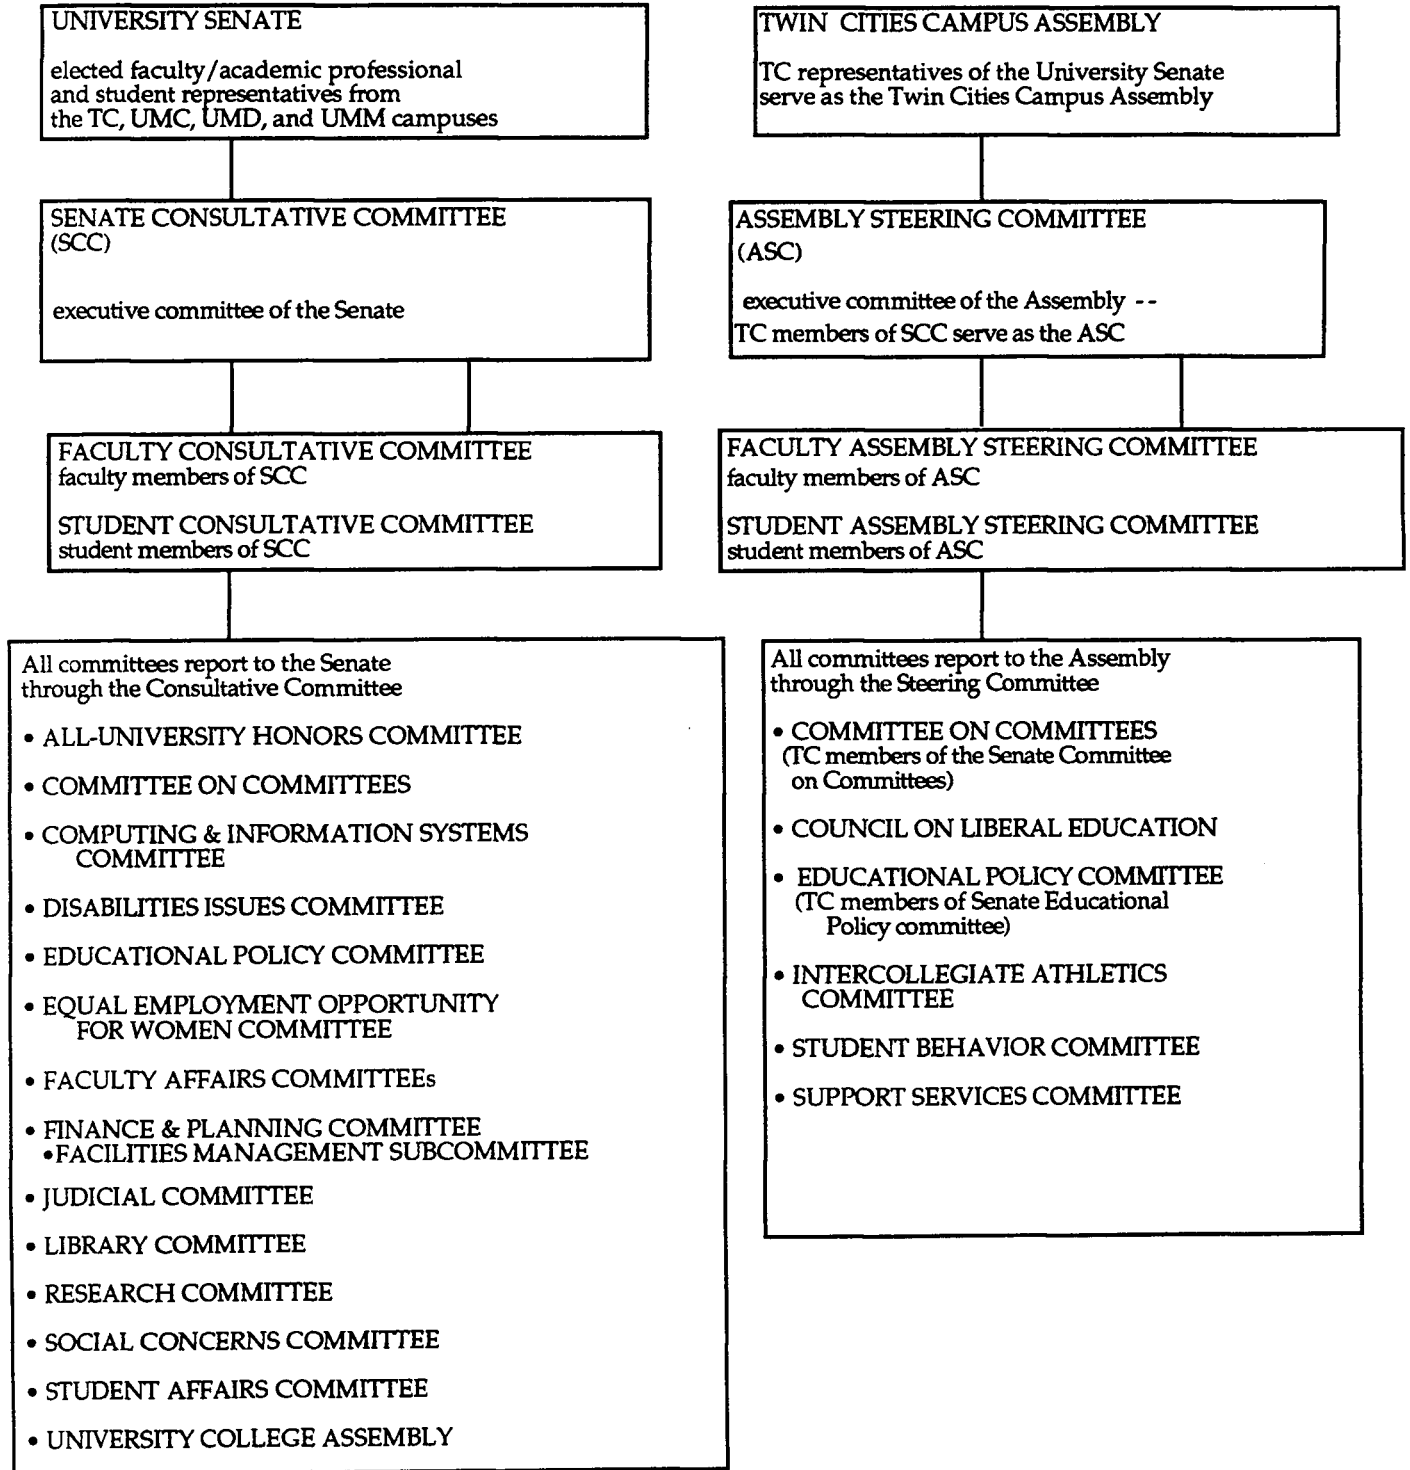 UNIVERSITY SENATE
elected faculty/academic professional
and student representatives from
the TC, UMC, UMD, and UMM campuses
SENATE CONSULTATIVE COMMITTEE
(SCC)
executive committee of the Senate
FACULTY CONSULTATIVE COMMITTEE
faculty members of SCC
STUDENT CONSULTATIVE COMMITTEE
student members of SCC
All committees report to the Senate
through the Consultative Committee
• ALL-UNIVERSITY HONORS COMMITTEE
• COMMITTEE ON COMMITTEES
• COMPUTING & INFORMATION SYSTEMS
COMMITTEE
• DISABILITIES ISSUES COMMITTEE
• EDUCATIONAL POLICY COMMITTEE
• EQUAL EMPLOYMENT OPPORTUNITY
FOR WOMEN COMMITTEE
• FACULTY AFFAIRS COMMITTEEs
• FINANCE & PLANNING COMMITTEE
•FACILITIES MANAGEMENT SUBCOMMITTEE
• JUDICIAL COMMITTEE
• LIBRARY COMMITTEE
• RESEARCH COMMITTEE
• SOCIAL CONCERNS COMMITTEE
• STUDENT AFFAIRS COMMITTEE
• UNIVERSITY COLLEGE ASSEMBLY
TWIN CITIES CAMPUS ASSEMBLY
TC representatives of the University Senate
serve as the Twin Cities Campus Assembly
ASSEMBLY STEERING COMMITTEE
(ASC)
executive committee of the Assembly --
TC members of SCC serve as the ASC
FACULTY ASSEMBLY STEERING COMMITTEE
faculty members of ASC
STUDENT ASSEMBLY STEERING COMMITTEE
student members of ASC
All committees report to the Assembly
through the Steering Committee
• COMMITTEE ON COMMITTEES
(TC members of the Senate Committee
on Committees)
• COUNCIL ON LIBERAL EDUCATION
• EDUCATIONAL POLICY COMMITTEE
(TC members of Senate Educational
Policy committee)
• INTERCOLLEGIATE ATHLETICS
COMMITTEE
• STUDENT BEHAVIOR COMMITTEE
• SUPPORT SERVICES COMMITTEE